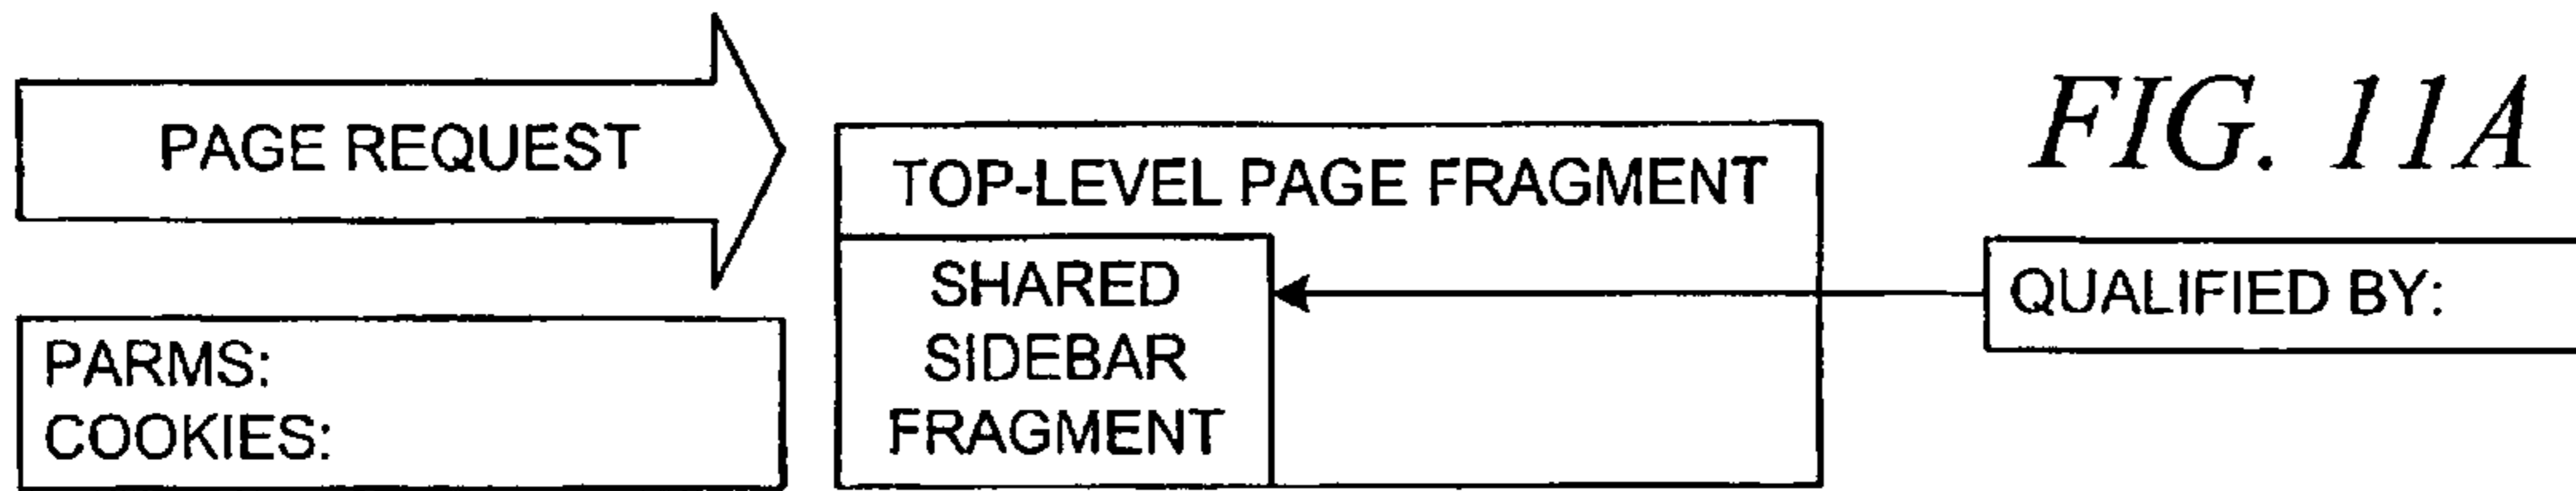 PAGE REQUEST
PARMS:
COOKIES:
TOP-LEVEL PAGE FRAGMENT
SHARED
SIDEBAR
FRAGMENT
FIG. 11A
QUALIFIED BY: